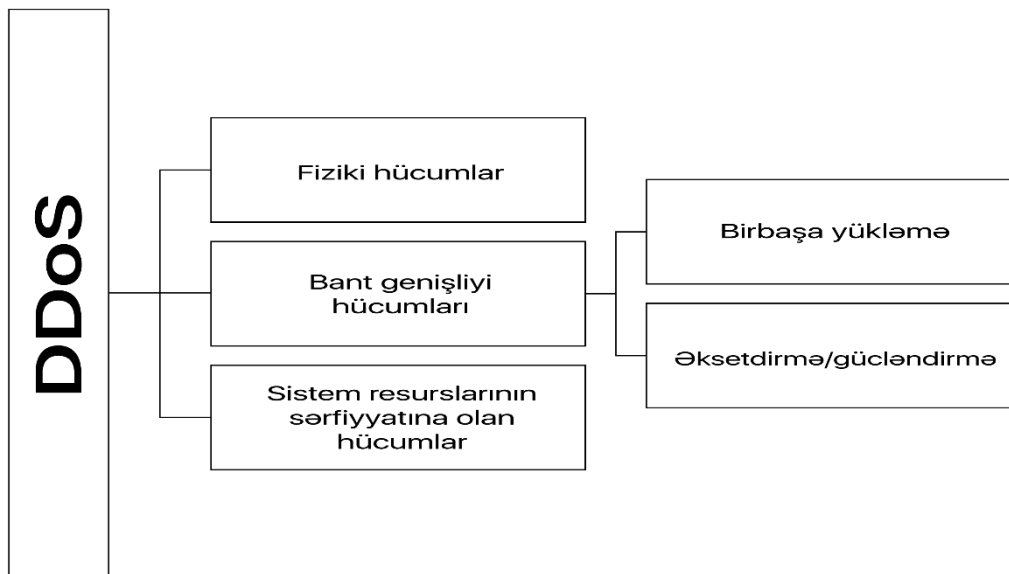 DDoS
Fiziki hücumlar
Bant genişliyi
hücumları
Sistem resurslarının
sərfiyyatına olan
hücumlar
Birbaşa yükləmə
Əksetdirmə/gücləndirmə